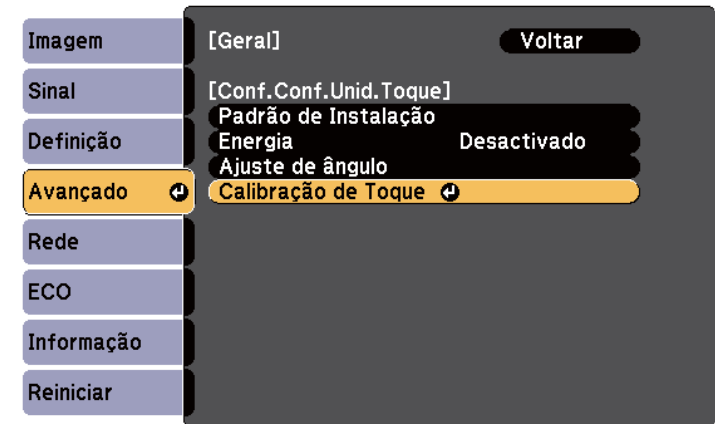 Imagem
Sinal
Definição
Avançado
Rede
ECO
Informação
Reiniciar
[Geral] Voltar
[Conf.Conf.Unid.Toque]
Padrão de Instalação
Energia Desactivado
Ajuste de ângulo
Calibração de Toque